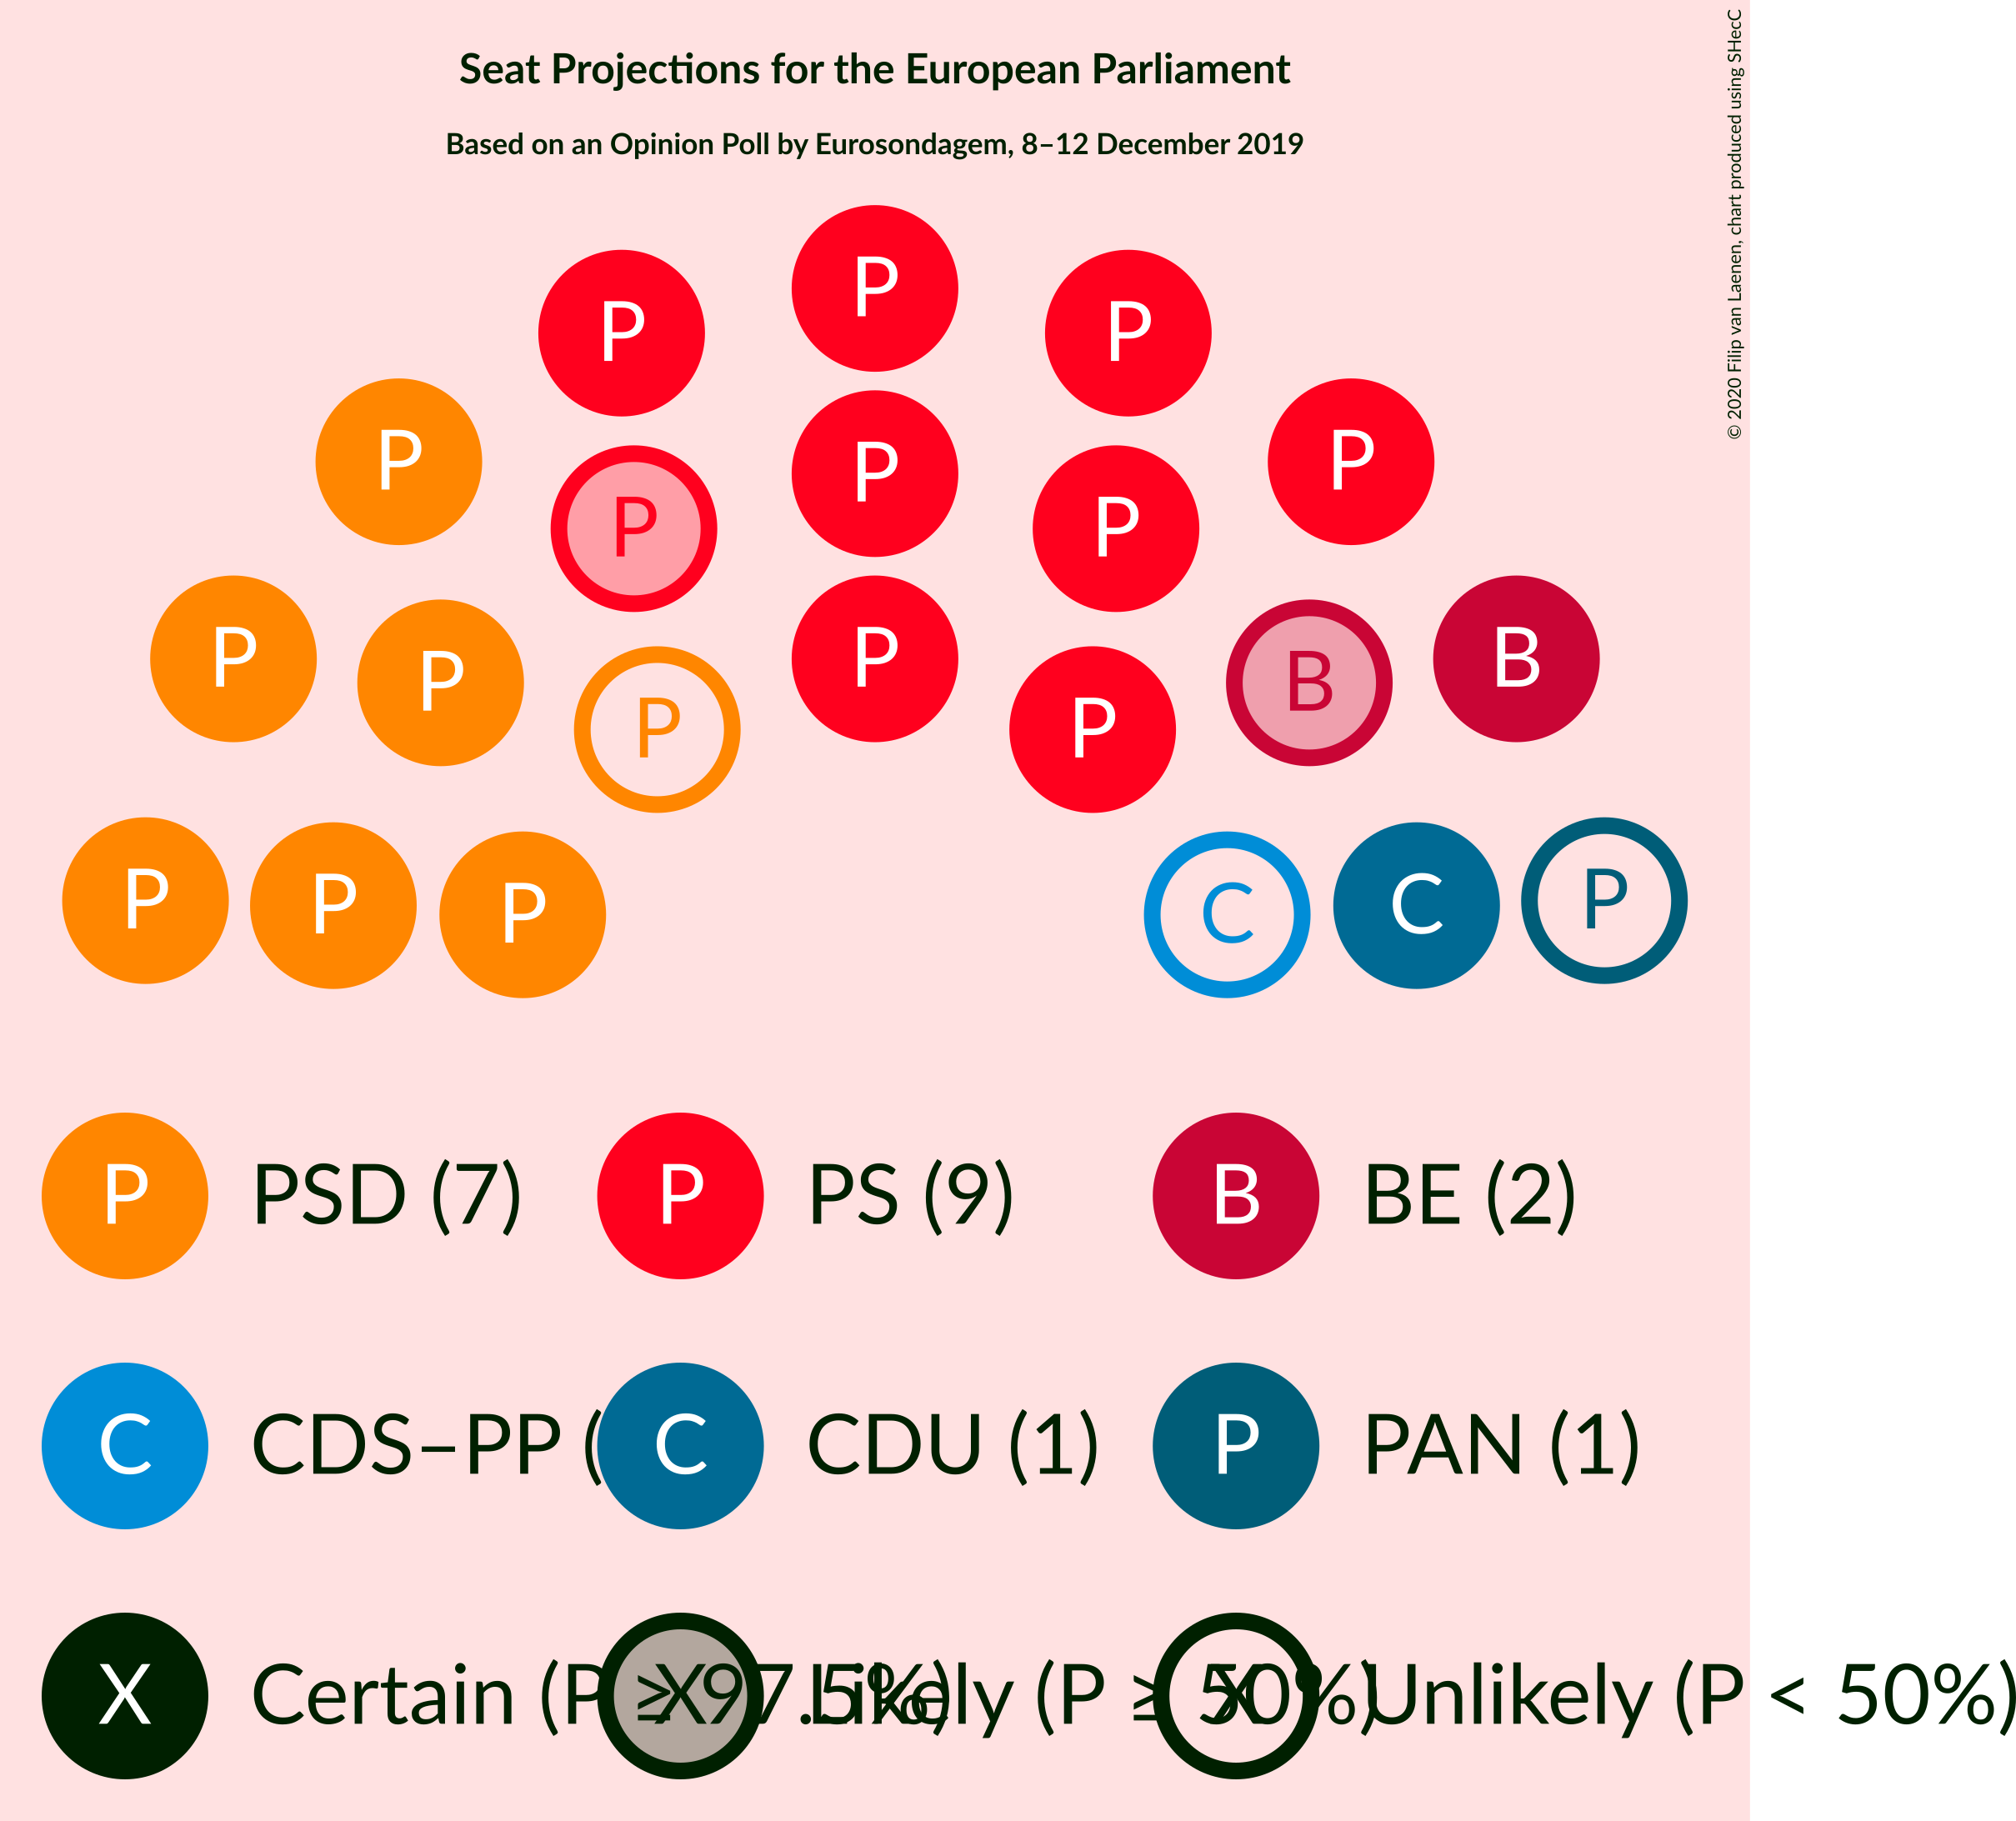 Seat Projections for the European Parliament
Based on an Opinion Poll by Eurosondagem, 8–12 December 2019
© 2020 Filip van Laenen, chart produced using SHecC
P
P P
P P
P
P P
P P
B B
P P
P P
P P P
C C P
P PSD (7) P PS (9) B BE (2)
C CDS–PP ( C CDU (1) P PAN (1)
X Certain (P ≥ 97.5%) X Likely (P ≥ 50%) X Unlikely (P < 50%)